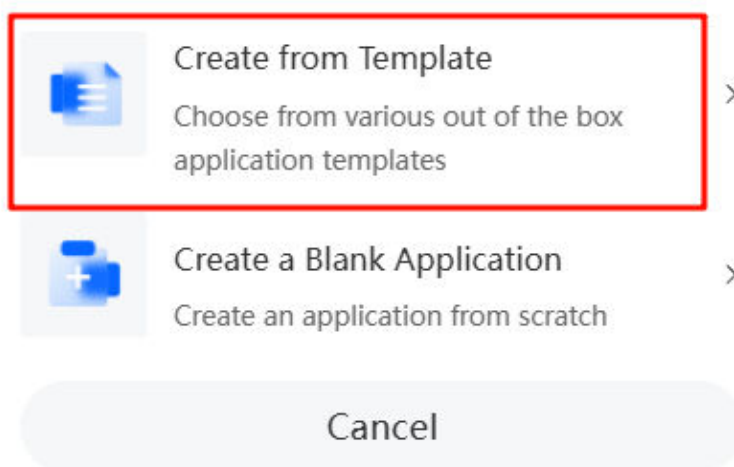 Create from Template
Choose from various out of the box
application templates
Create a Blank Application
Create an application from scratch
Cancel